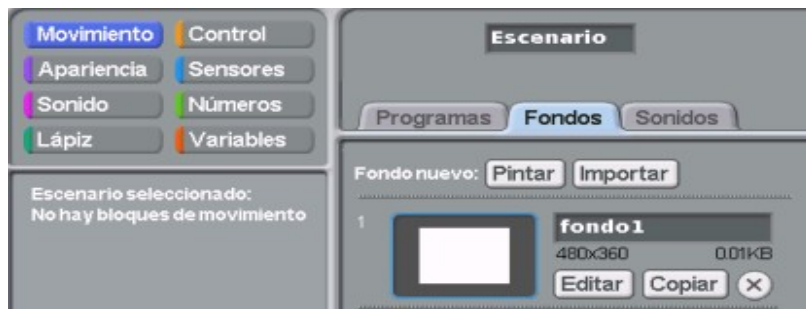 Movimiento Control
Apariencia Sensores
Sonido Números
Lápiz Variables
Escenario seleccionado:
No hay bloques de movimiento
Escenario
Programas Fondos Sonidos
Fondo nuevo: Pintar Importar
1
fondo1
480x360 0.01KB
Editar Copiar X